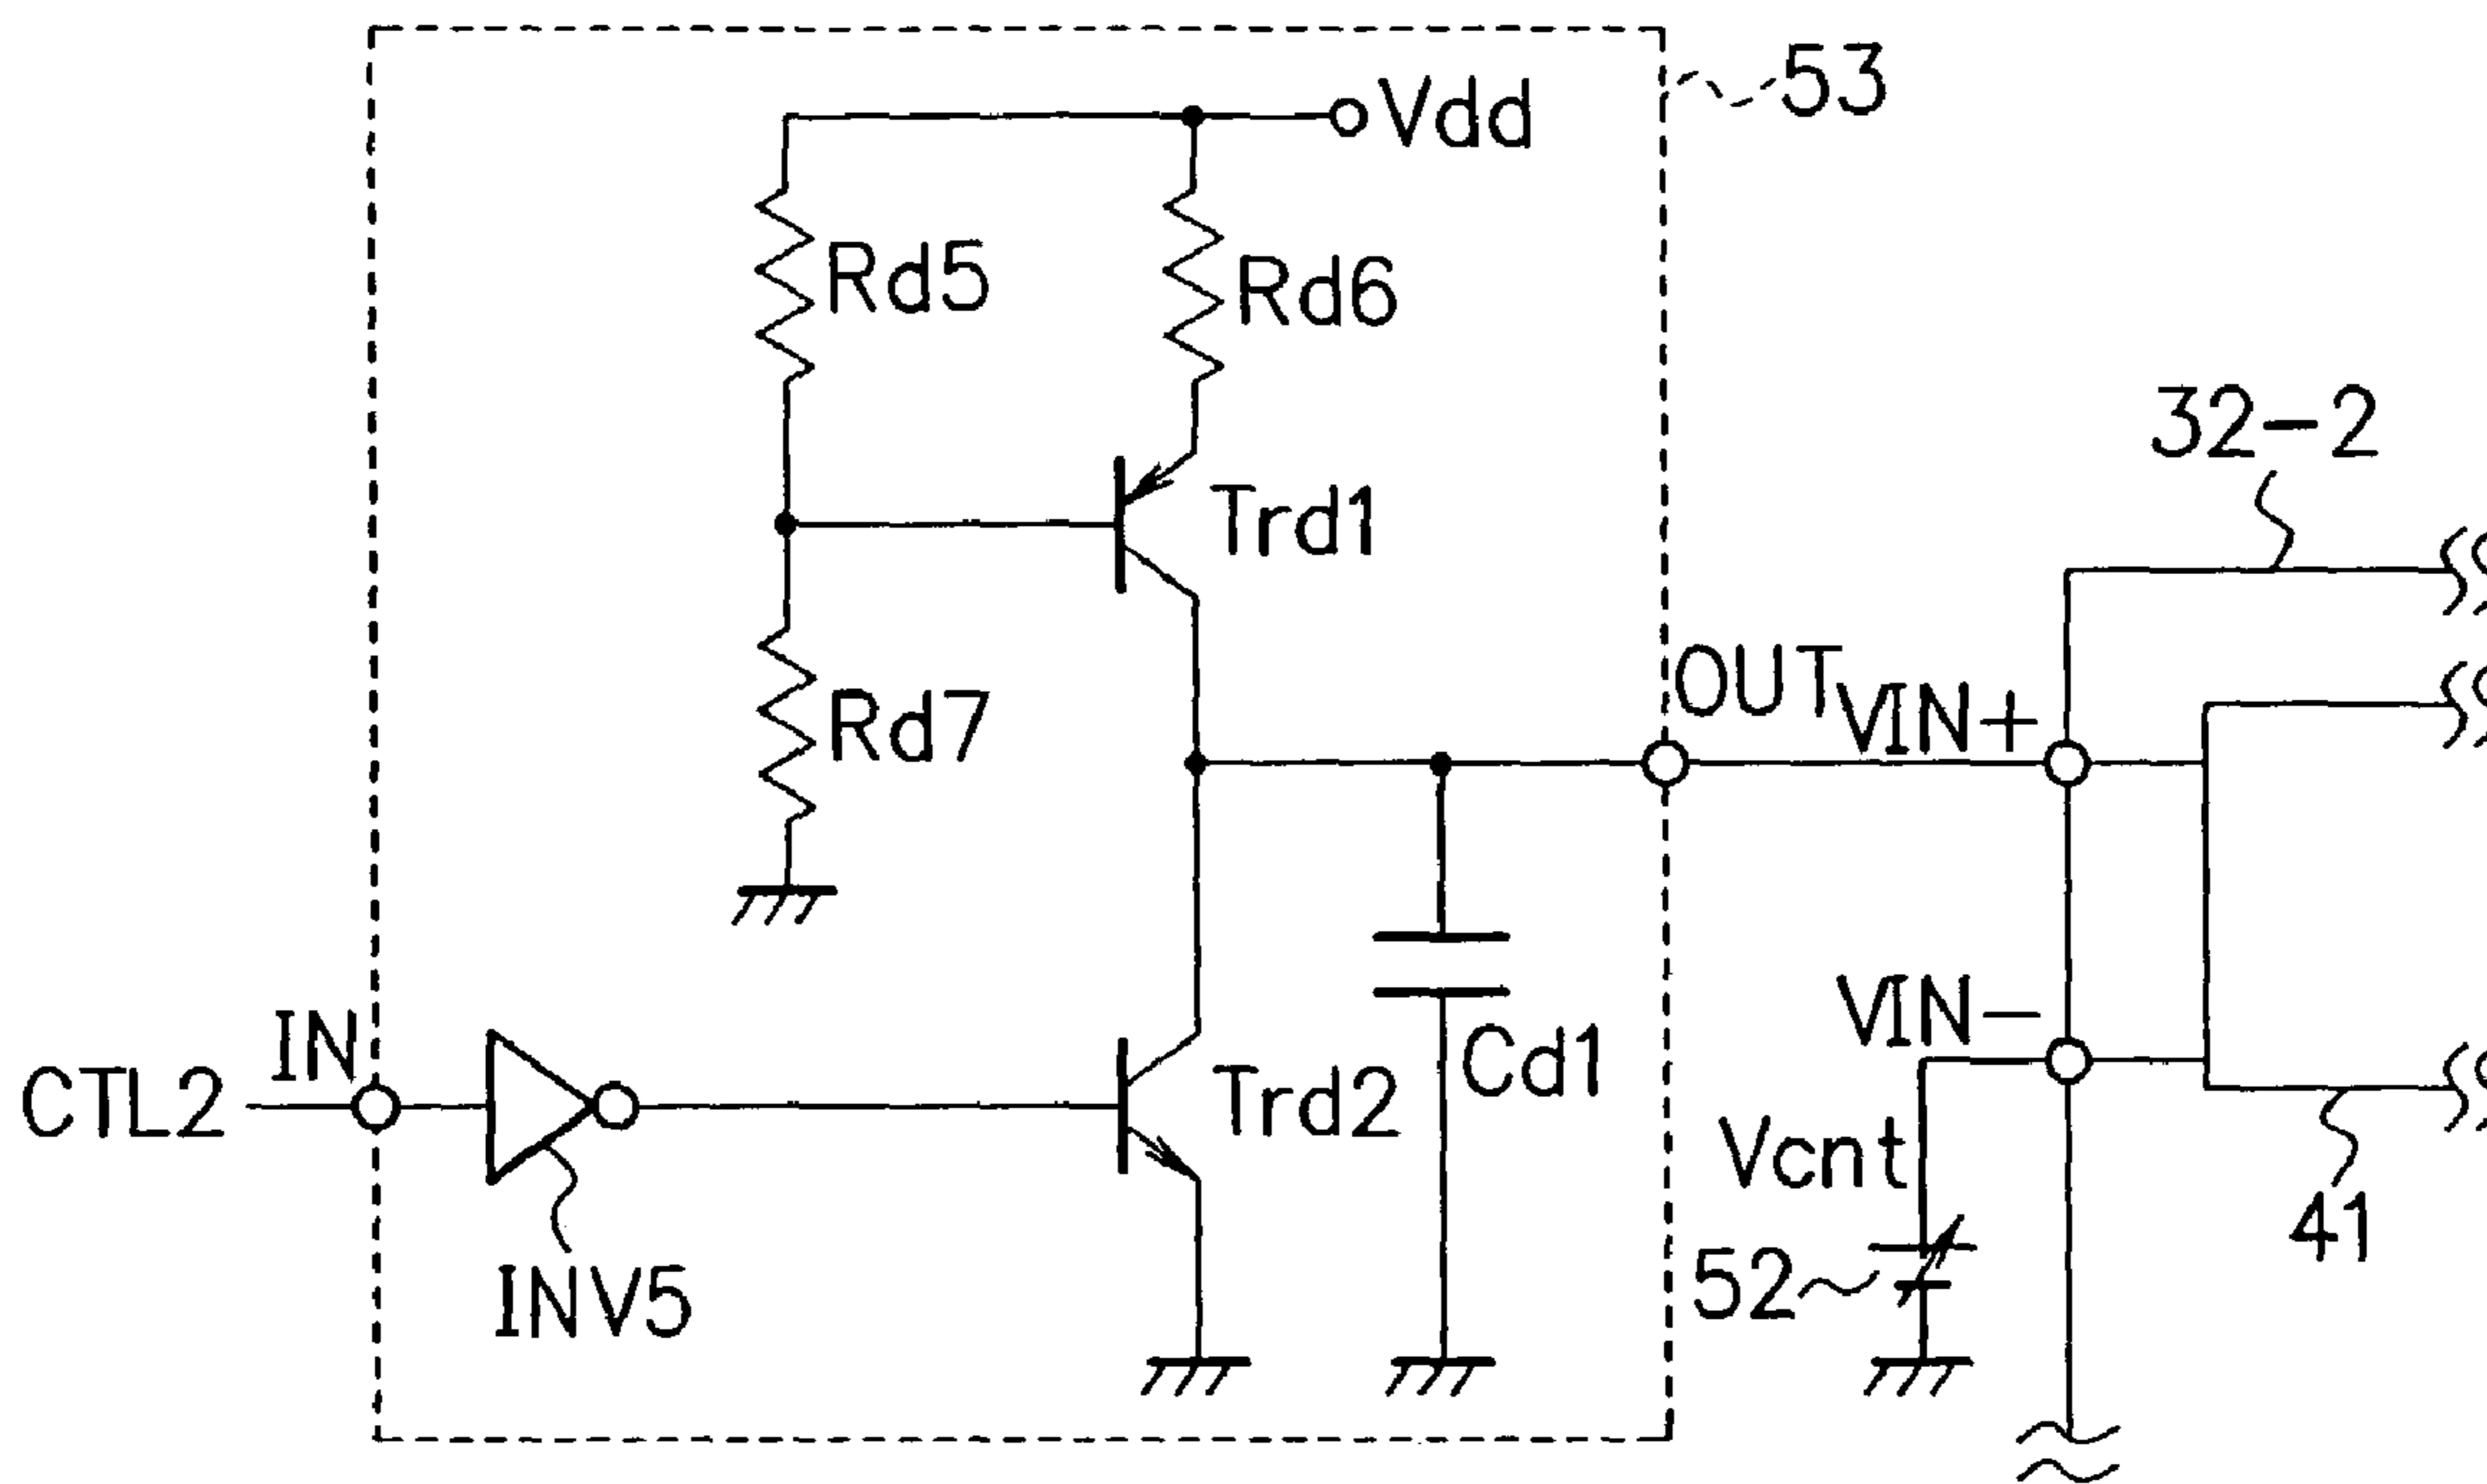 53
Vdd
Rd5
Rd6
32-2
Trd1
OUT
VIN+
Rd7
VIN-
IN
CTL2
Trd2
Cd1
Vcnt
41
52
INV5